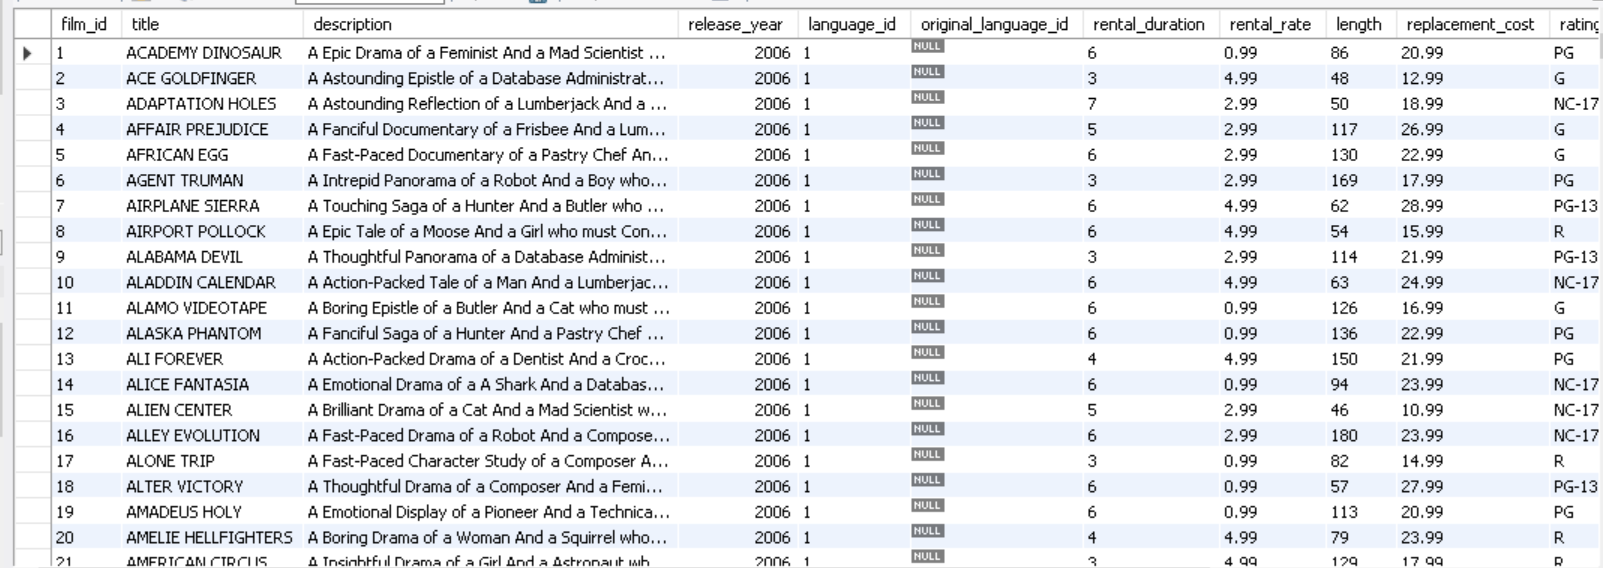 film_id title description release_year language_id original_language_id rental_duration rental_rate length replacement_cost rating
1 ACADEMY DINOSAUR A Epic Drama of a Feminist And a Mad Scientist ... 2006 1 NULL 6 0.99 86 20.99 PG
2 ACE GOLDFINGER A Astounding Epistle of a Database Administrat... 2006 1 NULL 3 4.99 48 12.99 G
3 ADAPTATION HOLES A Astounding Reflection of a Lumberjack And a ... 2006 1 NULL 7 2.99 50 18.99 NC-17
4 AFFAIR PREJUDICE A Fanciful Documentary of a Frisbee And a Lum... 2006 1 NULL 5 2.99 117 26.99 G
5 AFRICAN EGG A Fast-Paced Documentary of a Pastry Chef An... 2006 1 NULL 6 2.99 130 22.99 G
6 AGENT TRUMAN A Intrepid Panorama of a Robot And a Boy who... 2006 1 NULL 3 2.99 169 17.99 PG
7 AIRPLANE SIERRA A Touching Saga of a Hunter And a Butler who ... 2006 1 NULL 6 4.99 62 28.99 PG-13
8 AIRPORT POLLOCK A Epic Tale of a Moose And a Girl who must Con... 2006 1 NULL 6 4.99 54 15.99 R
9 ALABAMA DEVIL A Thoughtful Panorama of a Database Administ... 2006 1 NULL 3 2.99 114 21.99 PG-13
10 ALADDIN CALENDAR A Action-Packed Tale of a Man And a Lumberjac... 2006 1 NULL 6 4.99 63 24.99 NC-17
11 ALAMO VIDEOTAPE A Boring Epistle of a Butler And a Cat who must ... 2006 1 NULL 6 0.99 126 16.99 G
12 ALASKA PHANTOM A Fanciful Saga of a Hunter And a Pastry Chef ... 2006 1 NULL 6 0.99 136 22.99 PG
13 ALI FOREVER A Action-Packed Drama of a Dentist And a Croc... 2006 1 NULL 4 4.99 150 21.99 PG
14 ALICE FANTASIA A Emotional Drama of a A Shark And a Databas... 2006 1 NULL 6 0.99 94 23.99 NC-17
15 ALIEN CENTER A Brilliant Drama of a Cat And a Mad Scientist w... 2006 1 NULL 5 2.99 46 10.99 NC-17
16 ALLEY EVOLUTION A Fast-Paced Drama of a Robot And a Compose... 2006 1 NULL 6 2.99 180 23.99 NC-17
17 ALONE TRIP A Fast-Paced Character Study of a Composer A... 2006 1 NULL 3 0.99 82 14.99 R
18 ALTER VICTORY A Thoughtful Drama of a Composer And a Femi... 2006 1 NULL 6 0.99 57 27.99 PG-13
19 AMADEUS HOLY A Emotional Display of a Pioneer And a Technica... 2006 1 NULL 6 0.99 113 20.99 PG
20 AMELIE HELLFIGHTERS A Boring Drama of a Woman And a Squirrel who... 2006 1 NULL 4 4.99 79 23.99 R
21 AMERICAN CIRCUS A Insightful Drama of a Girl And a Astronaut wh... 2006 1 NULL 3 4.99 129 17.99 R